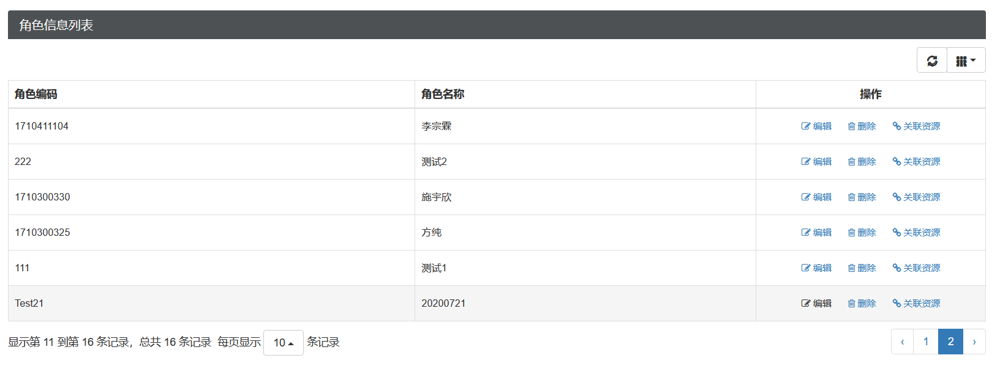 角色信息列表
角色编码 角色名称 操作
1710411104 李宗霖 编辑 删除 关联资源
222 测试2 编辑 删除 关联资源
1710300330 施宇欣 编辑 删除 关联资源
1710300325 方纯 编辑 删除 关联资源
111 测试1 编辑 删除 关联资源
Test21 20200721 编辑 删除 关联资源
显示第 11 到第 16 条记录，总共 16 条记录 每页显示 10 条记录 ‹ 1 2 ›